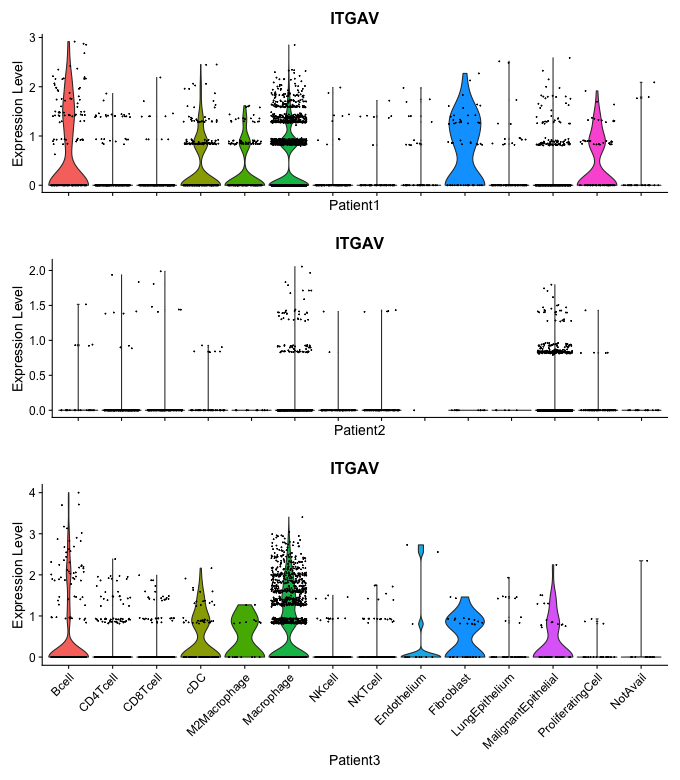 ITGAV
Expression Level
3
2
1
0
Patient1
ITGAV
Expression Level
2.0
1.5
1.0
0.5
0.0
Patient2
ITGAV
Expression Level
4
3
2
1
0
Bcell
CD4Tcell
CD8Tcell
cDC
M2Macrophage
Macrophage
NKcell
NKTcell
Endothelium
Fibroblast
LungEpithelium
MalignantEpithelial
ProliferatingCell
NotAvail
Patient3